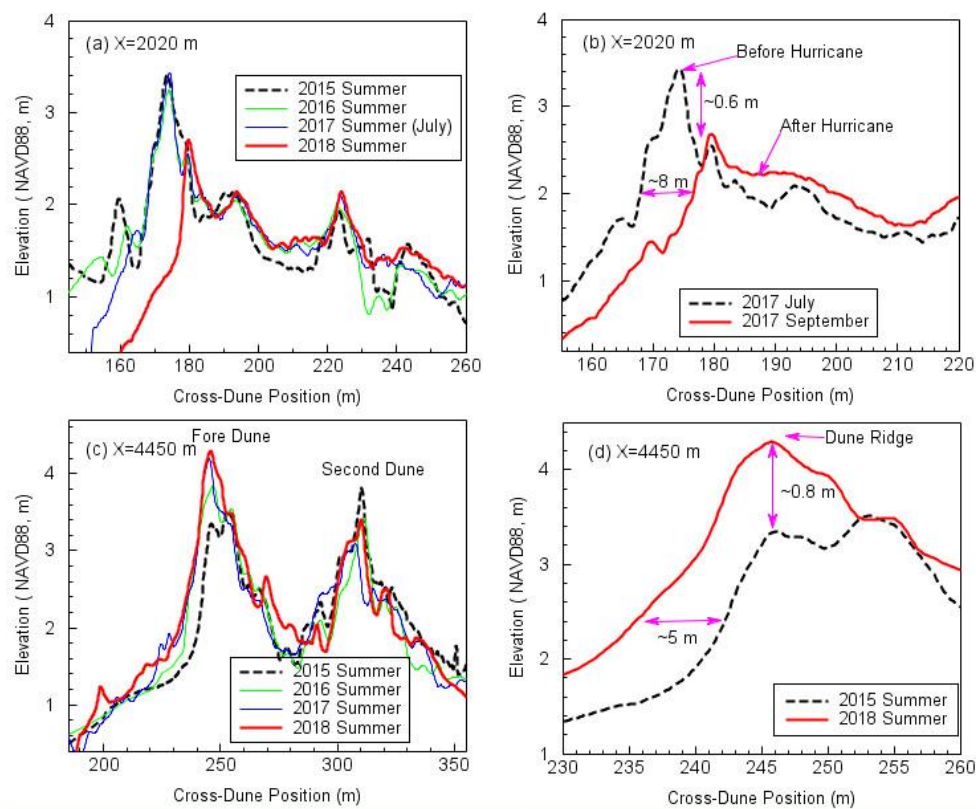 (a) X=2020 m
2015 Summer
2016 Summer
2017 Summer (July)
2018 Summer
4
3
2
1
160 180 200 220 240 260
Elevation ( NAVD88, m)
Cross-Dune Position (m)
(b) X=2020 m
Before Hurricane
~0.6 m
After Hurricane
~8 m
2017 July
2017 September
4
3
2
1
160 170 180 190 200 210 220
Elevation ( NAVD88, m)
Cross-Dune Position (m)
(c) X=4450 m
Fore Dune
Second Dune
2015 Summer
2016 Summer
2017 Summer
2018 Summer
4
3
2
1
200 250 300 350
Elevation ( NAVD88, m)
Cross-Dune Position (m)
(d) X=4450 m
Dune Ridge
~0.8 m
~5 m
2015 Summer
2018 Summer
4
3
2
1
230 235 240 245 250 255 260
Elevation ( NAVD88, m)
Cross-Dune Position (m)